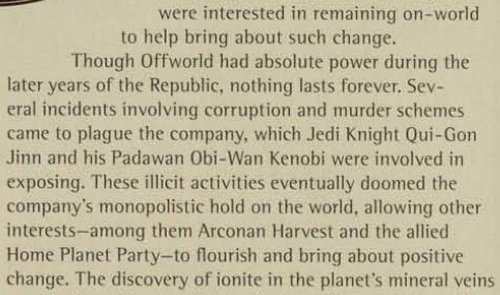 were interested in remaining on-world
to help bring about such change.
Though Offworld had absolute power during the
later years of the Republic, nothing lasts forever. Sev-
eral incidents involving corruption and murder schemes
came to plague the company, which Jedi Knight Qui-Gon
Jinn and his Padawan Obi-Wan Kenobi were involved in
exposing. These illicit activities eventually doomed the
company's monopolistic hold on the world, allowing other
interests—among them Arconan Harvest and the allied
Home Planet Party—to flourish and bring about positive
change. The discovery of ionite in the planet's mineral veins